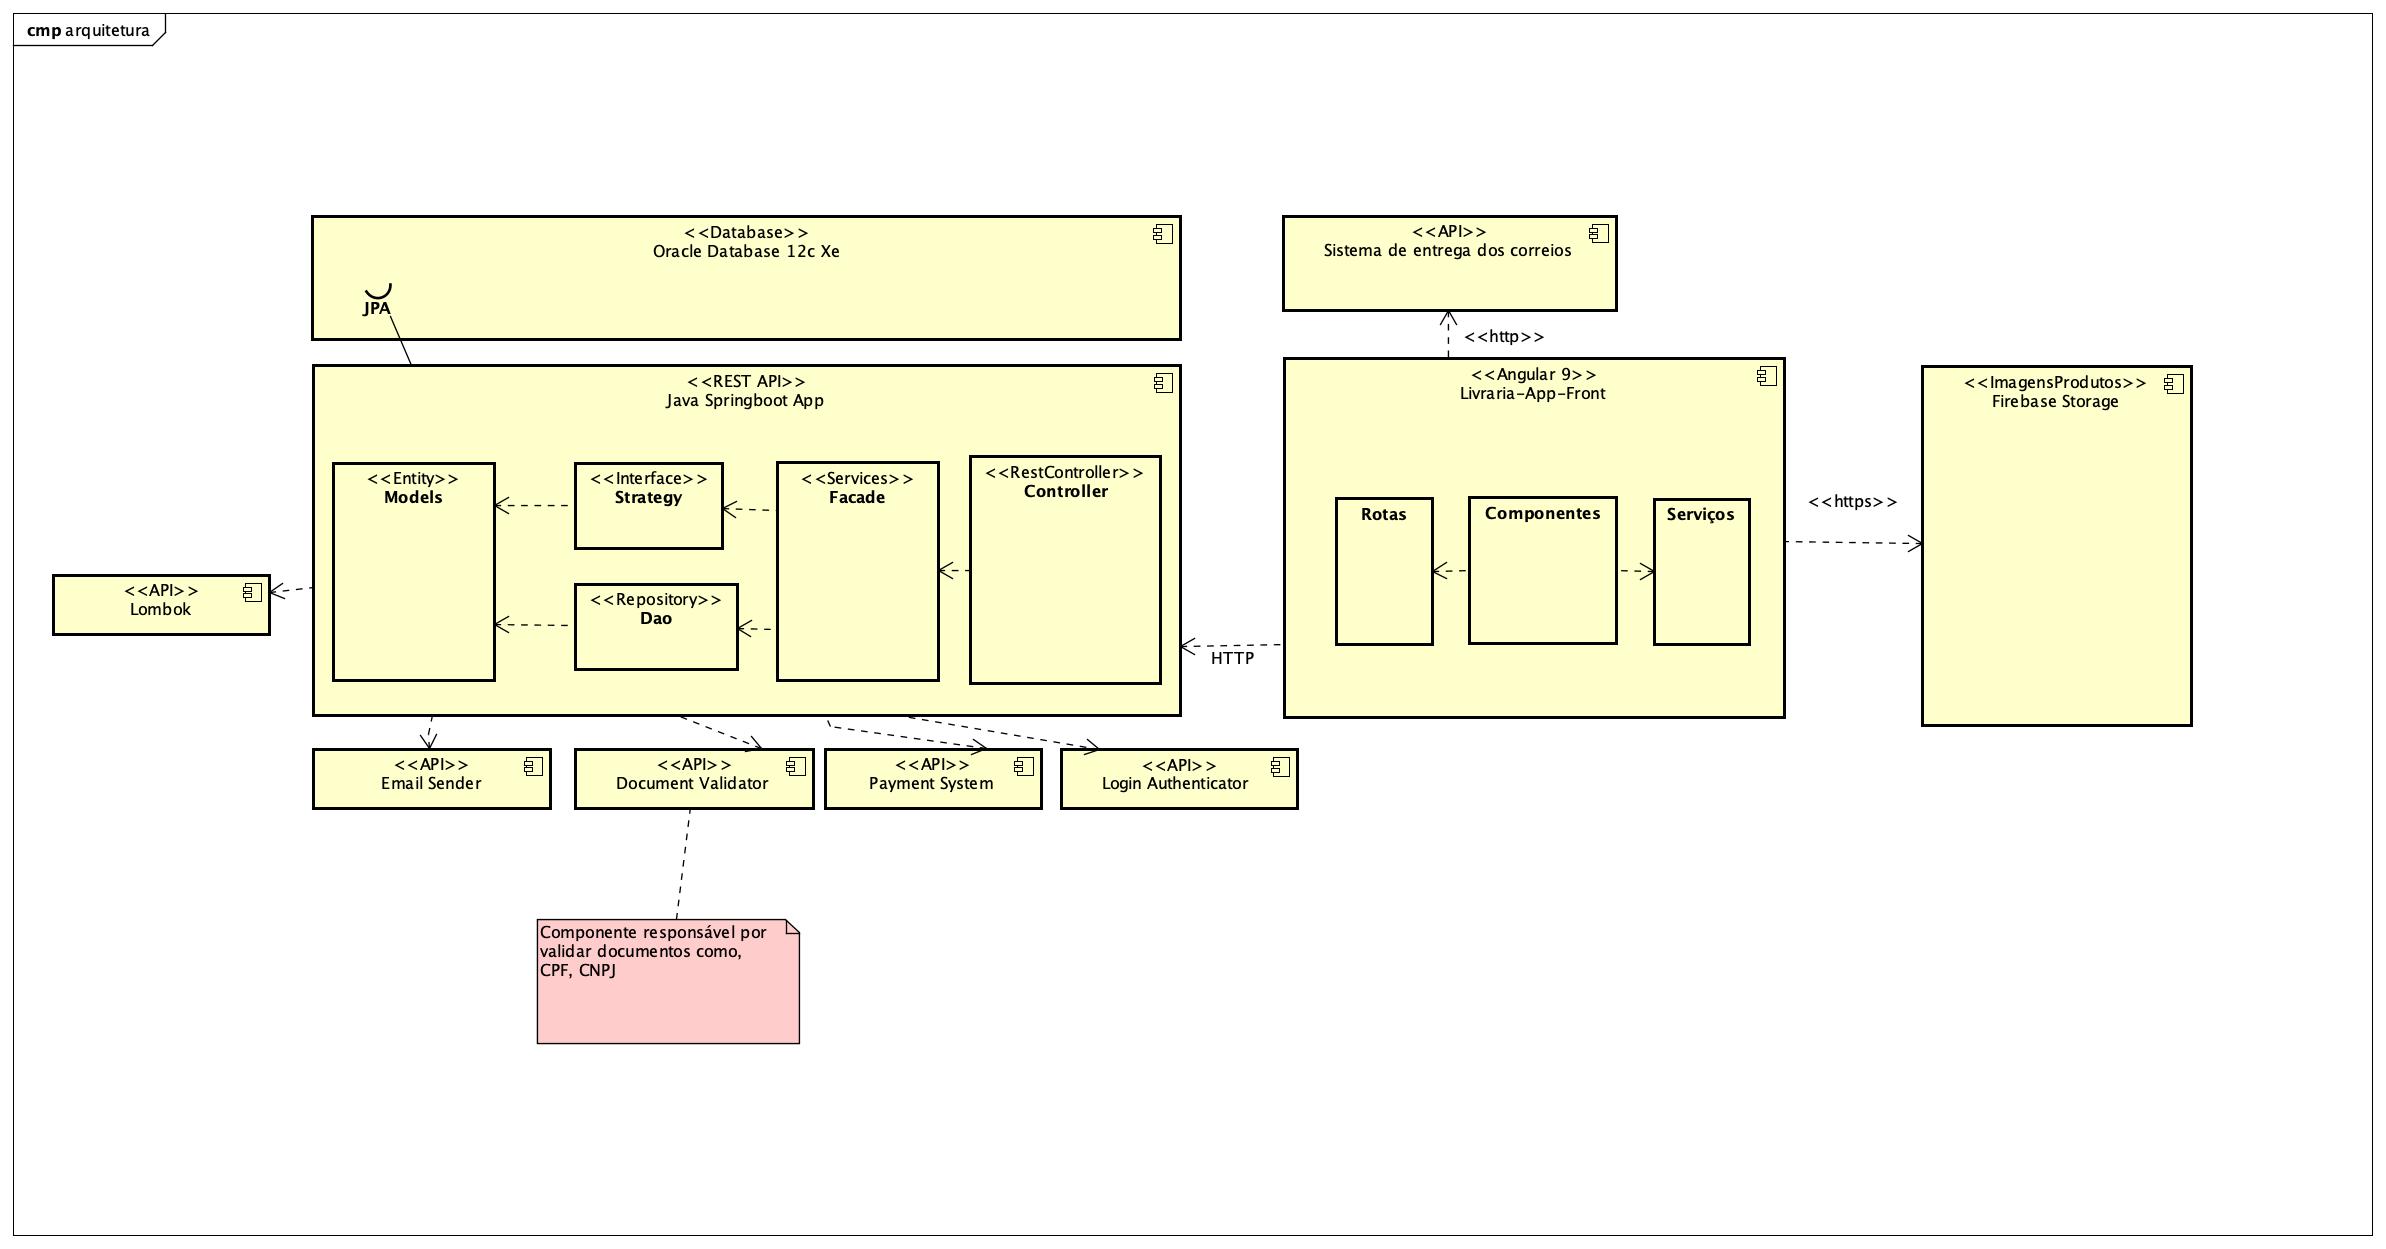 cmp arquitetura
<<Database>>
Oracle Database 12c Xe
JPA
<<API>>
Sistema de entrega dos correios
<<http>>
<<REST API>>
Java Springboot App
<<Entity>>
Models
<<Interface>>
Strategy
<<Services>>
Facade
<<RestController>>
Controller
<<Repository>>
Dao
<<Angular 9>>
Livraria-App-Front
Rotas
Componentes
Serviços
<<https>>
<<ImagensProdutos>>
Firebase Storage
<<API>>
Lombok
HTTP
<<API>>
Email Sender
<<API>>
Document Validator
<<API>>
Payment System
<<API>>
Login Authenticator
Componente responsável por
validar documentos como,
CPF, CNPJ